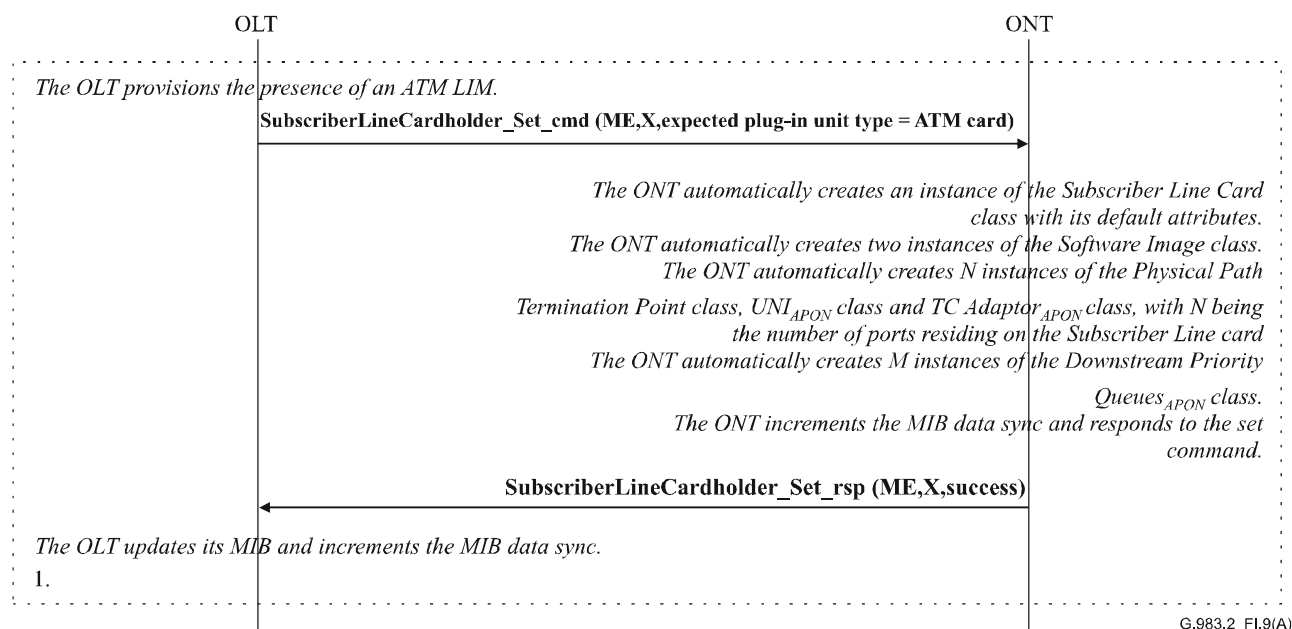 OLT
ONT
The OLT provisions the presence of an ATM LIM.
SubscriberLineCardholder_Set_cmd (ME,X,expected plug-in unit type = ATM card)
The ONT automatically creates an instance of the Subscriber Line Card
class with its default attributes.
The ONT automatically creates two instances of the Software Image class.
The ONT automatically creates N instances of the Physical Path
Termination Point class, UNIAPON class and TC AdaptorAPON class, with N being
the number of ports residing on the Subscriber Line card
The ONT automatically creates M instances of the Downstream Priority
QueuesAPON class.
The ONT increments the MIB data sync and responds to the set
command.
SubscriberLineCardholder_Set_rsp (ME,X,success)
The OLT updates its MIB and increments the MIB data sync.
1.
G.983.2_FI.9(A)